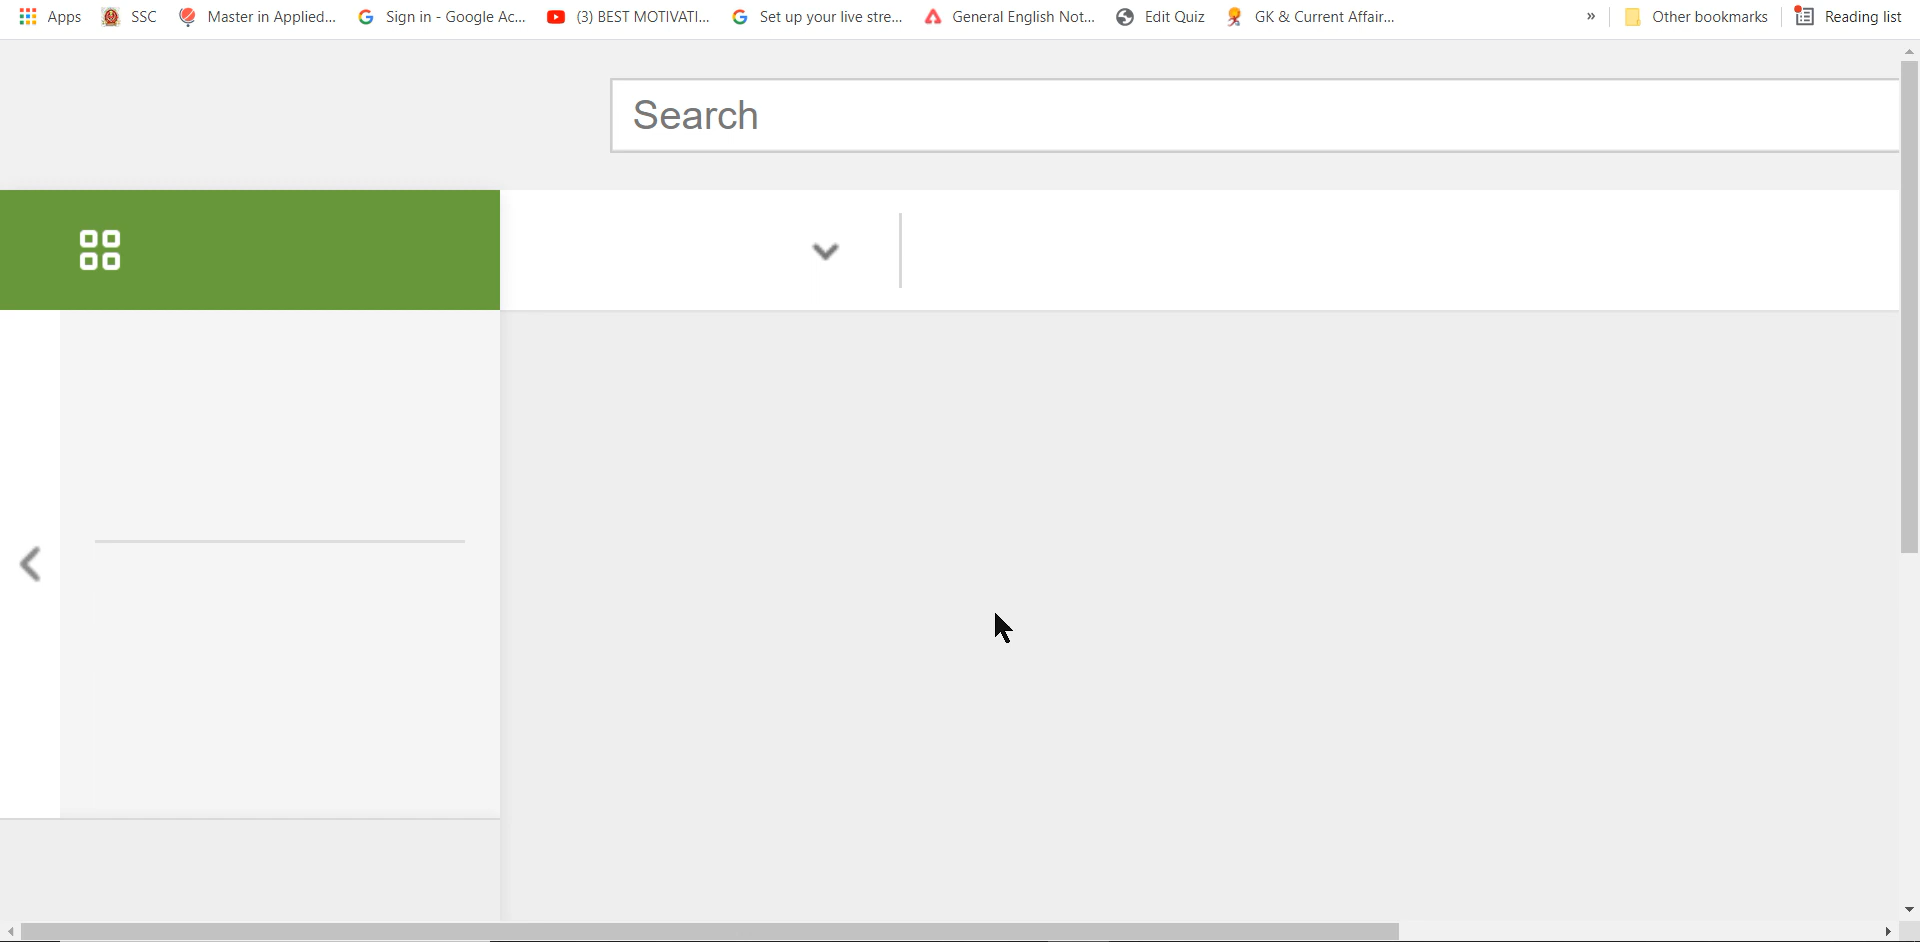 Apps SSC Master in Applied... Sign in - Google Ac... (3) BEST MOTIVATI... Set up your live stre... General English Not... Edit Quiz GK & Current Affair... » Other bookmarks Reading list
Search